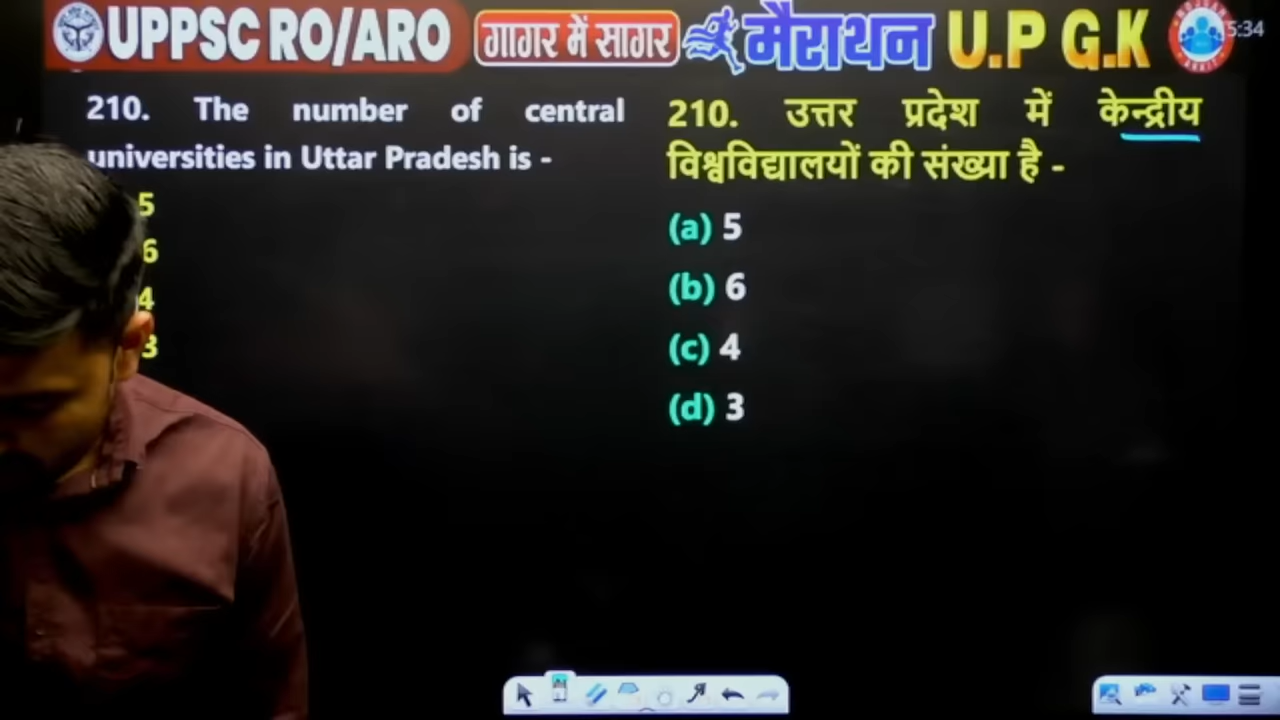 UPPSC RO/ARO गागर में सागर मैराथन U.P G.K 5:34
210. The number of central
universities in Uttar Pradesh is -
5
6
4
3
210. उत्तर प्रदेश में केन्द्रीय
विश्वविद्यालयों की संख्या है -
(a) 5
(b) 6
(c) 4
(d) 3